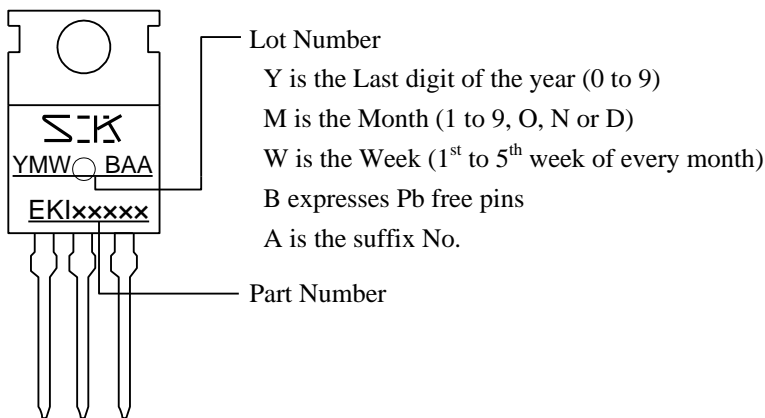 Lot Number
Y is the Last digit of the year (0 to 9)
M is the Month (1 to 9, O, N or D)
W is the Week (1st to 5th week of every month)
B expresses Pb free pins
A is the suffix No.
Part Number
SK
YMW BAA
EKI×××××